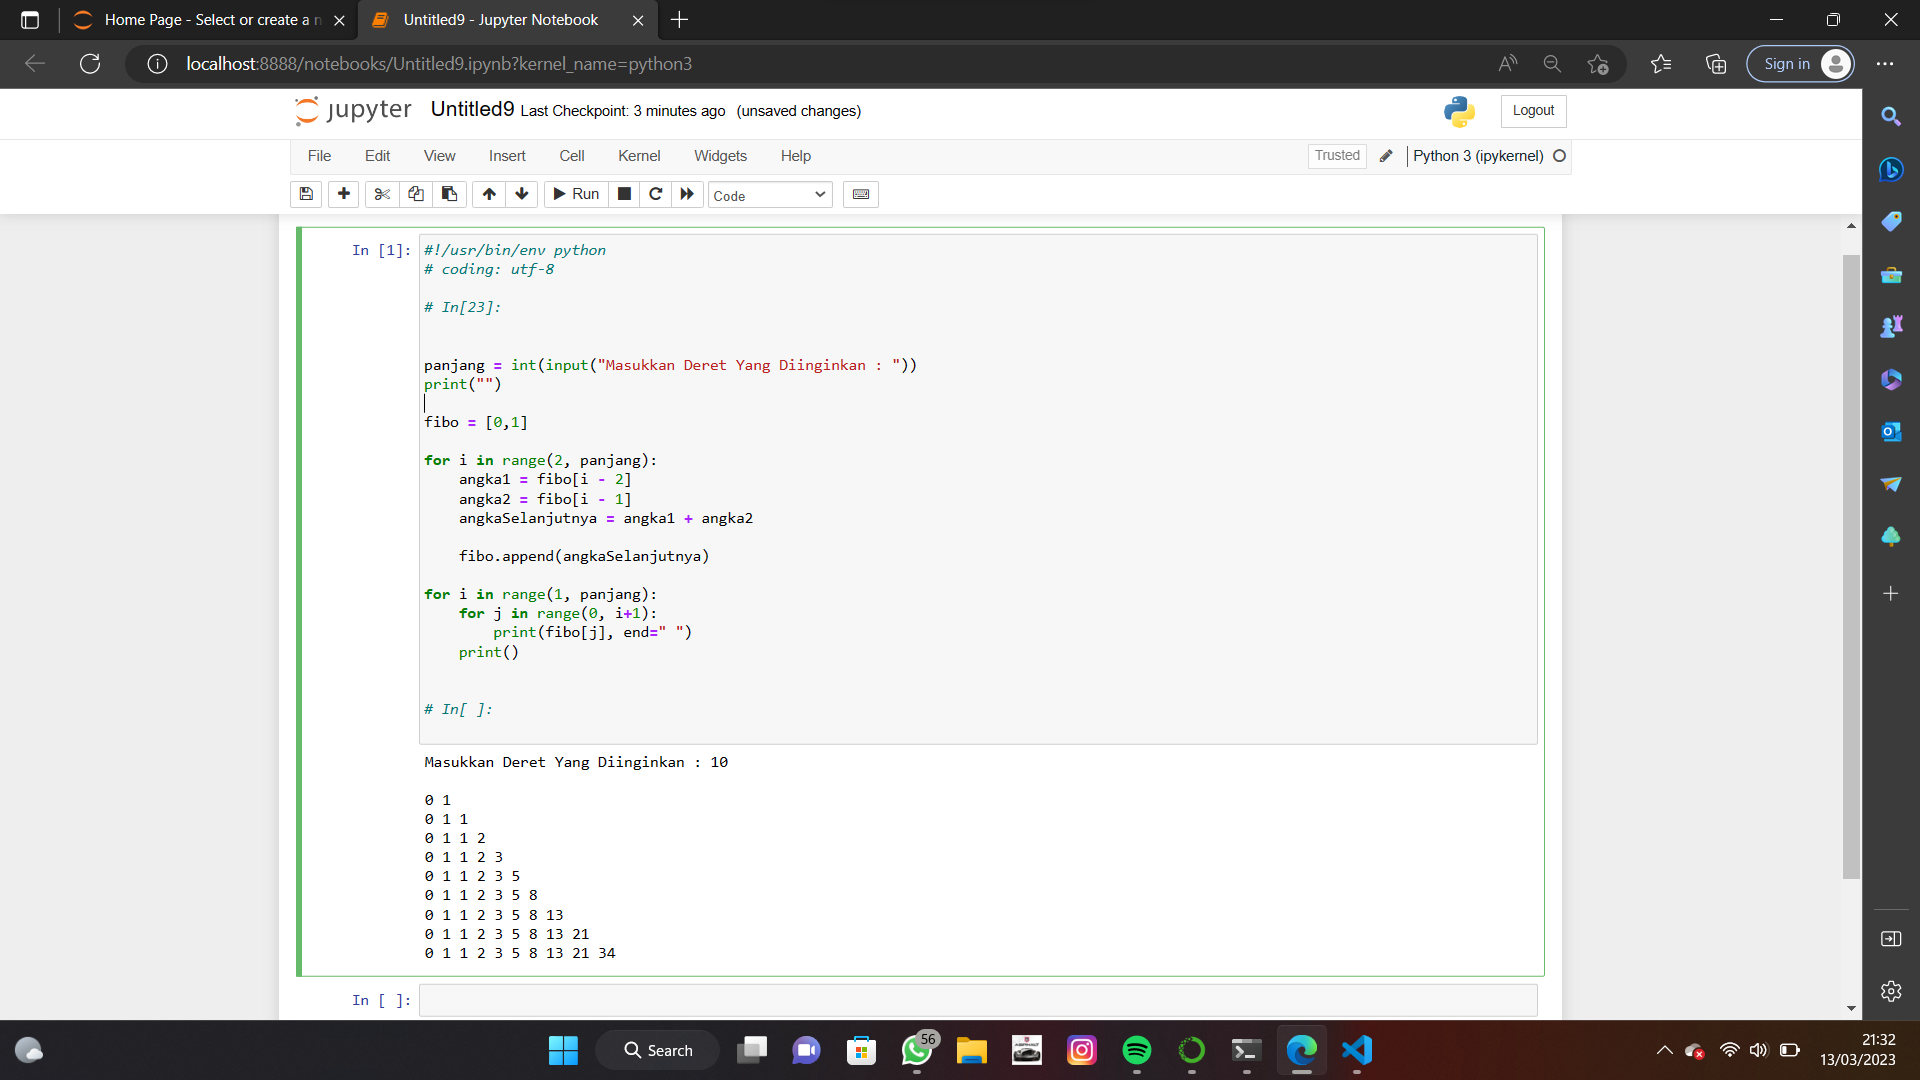 Home Page - Select or create a n
Untitled9 - Jupyter Notebook
localhost:8888/notebooks/Untitled9.ipynb?kernel_name=python3
Sign in
jupyter Untitled9 Last Checkpoint: 3 minutes ago (unsaved changes)
Logout
File Edit View Insert Cell Kernel Widgets Help
Trusted Python 3 (ipykernel)
Run Code
In [1]: #!/usr/bin/env python
# coding: utf-8
# In[23]:
panjang = int(input("Masukkan Deret Yang Diinginkan : "))
print("")
fibo = [0,1]
for i in range(2, panjang):
    angka1 = fibo[i - 2]
    angka2 = fibo[i - 1]
    angkaSelanjutnya = angka1 + angka2
    fibo.append(angkaSelanjutnya)
for i in range(1, panjang):
    for j in range(0, i+1):
        print(fibo[j], end=" ")
    print()
# In[ ]:
Masukkan Deret Yang Diinginkan : 10
0 1
0 1 1
0 1 1 2
0 1 1 2 3
0 1 1 2 3 5
0 1 1 2 3 5 8
0 1 1 2 3 5 8 13
0 1 1 2 3 5 8 13 21
0 1 1 2 3 5 8 13 21 34
In [ ]:
Search
56
21:32
13/03/2023